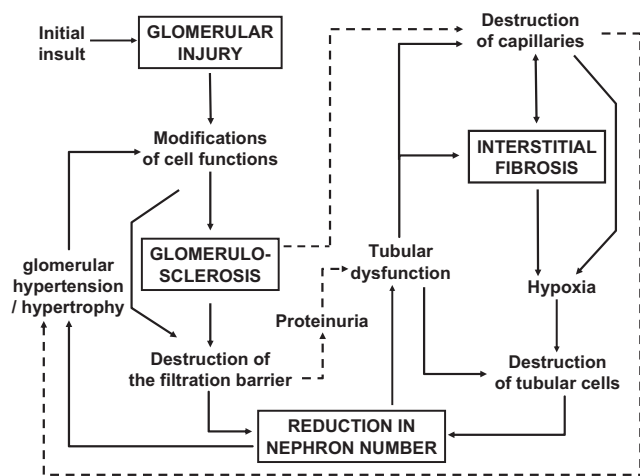 Initial
insult
GLOMERULAR
INJURY
Destruction
of capillaries
Modifications
of cell functions
INTERSTITIAL
FIBROSIS
GLOMERULO-
SCLEROSIS
Tubular
dysfunction
glomerular
hypertension
/ hypertrophy
Hypoxia
Proteinuria
Destruction of
the filtration barrier
Destruction
of tubular cells
REDUCTION IN
NEPHRON NUMBER